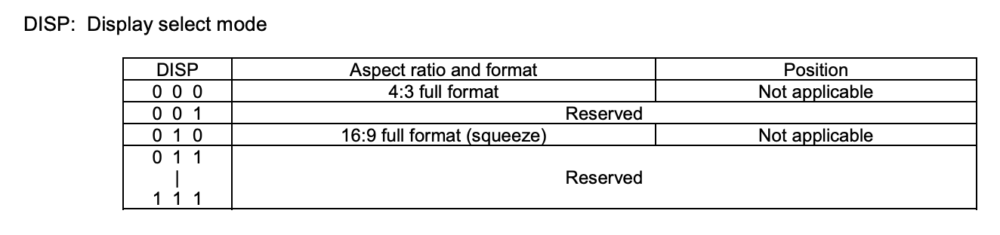 DISP: Display select mode
DISP Aspect ratio and format Position
0 0 0 4:3 full format Not applicable
0 0 1 Reserved
0 1 0 16:9 full format (squeeze) Not applicable
0 1 1
| Reserved
1 1 1